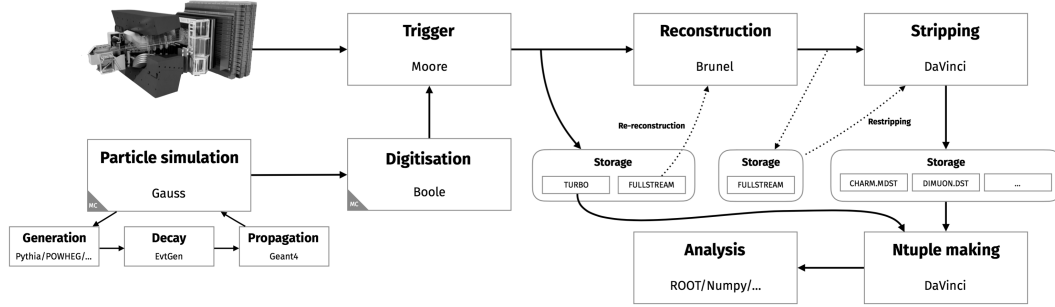 Trigger
Moore
Reconstruction
Brunel
Stripping
DaVinci
Re-reconstruction
Restripping
Particle simulation
Gauss
MC
Digitisation
Boole
MC
Storage
TURBO
FULLSTREAM
Storage
FULLSTREAM
Storage
CHARM.MDST
DIMUON.DST
...
Generation
Pythia/POWHEG/...
Decay
EvtGen
Propagation
Geant4
Analysis
ROOT/Numpy/...
Ntuple making
DaVinci